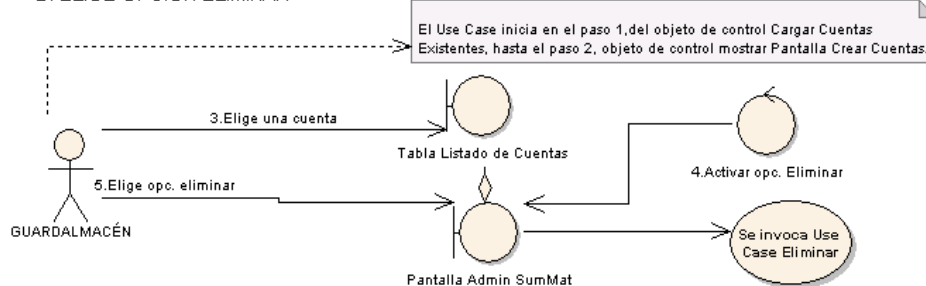 El Use Case inicia en el paso 1,del objeto de control Cargar Cuentas
Existentes, hasta el paso 2, objeto de control mostrar Pantalla Crear Cuentas.
3.Elige una cuenta
Tabla Listado de Cuentas
4.Activar opc. Eliminar
5.Elige opc. eliminar
GUARDALMACÉN
Se invoca Use
Case Eliminar
Pantalla Admin SumMat